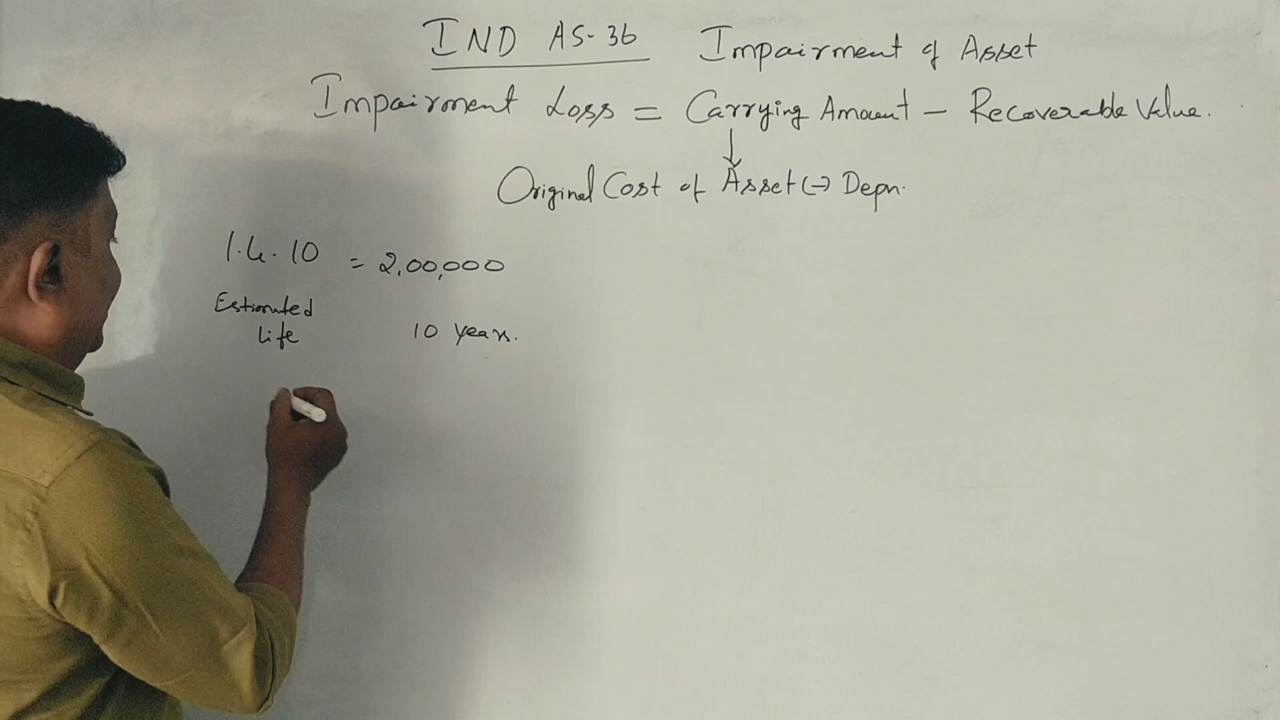 IND AS-36 Impairment of Asset
Impairment Loss = Carrying Amount – Recoverable Value.
↓
Original Cost of Asset (-) Depn.
1.4.10 = 2,00,000
Estimated
Life 10 years.